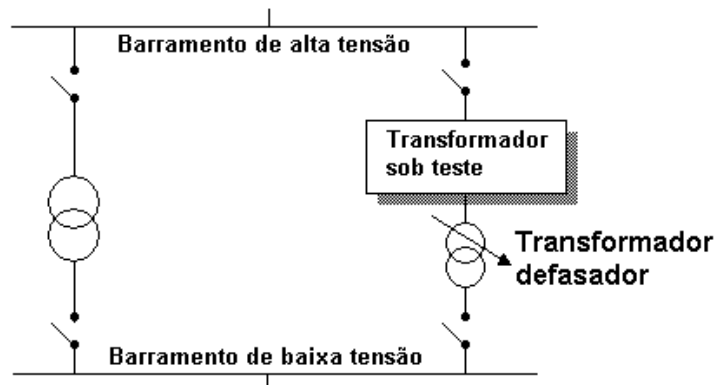 Barramento de alta tensão
Transformador
sob teste
Transformador
defasador
Barramento de baixa tensão